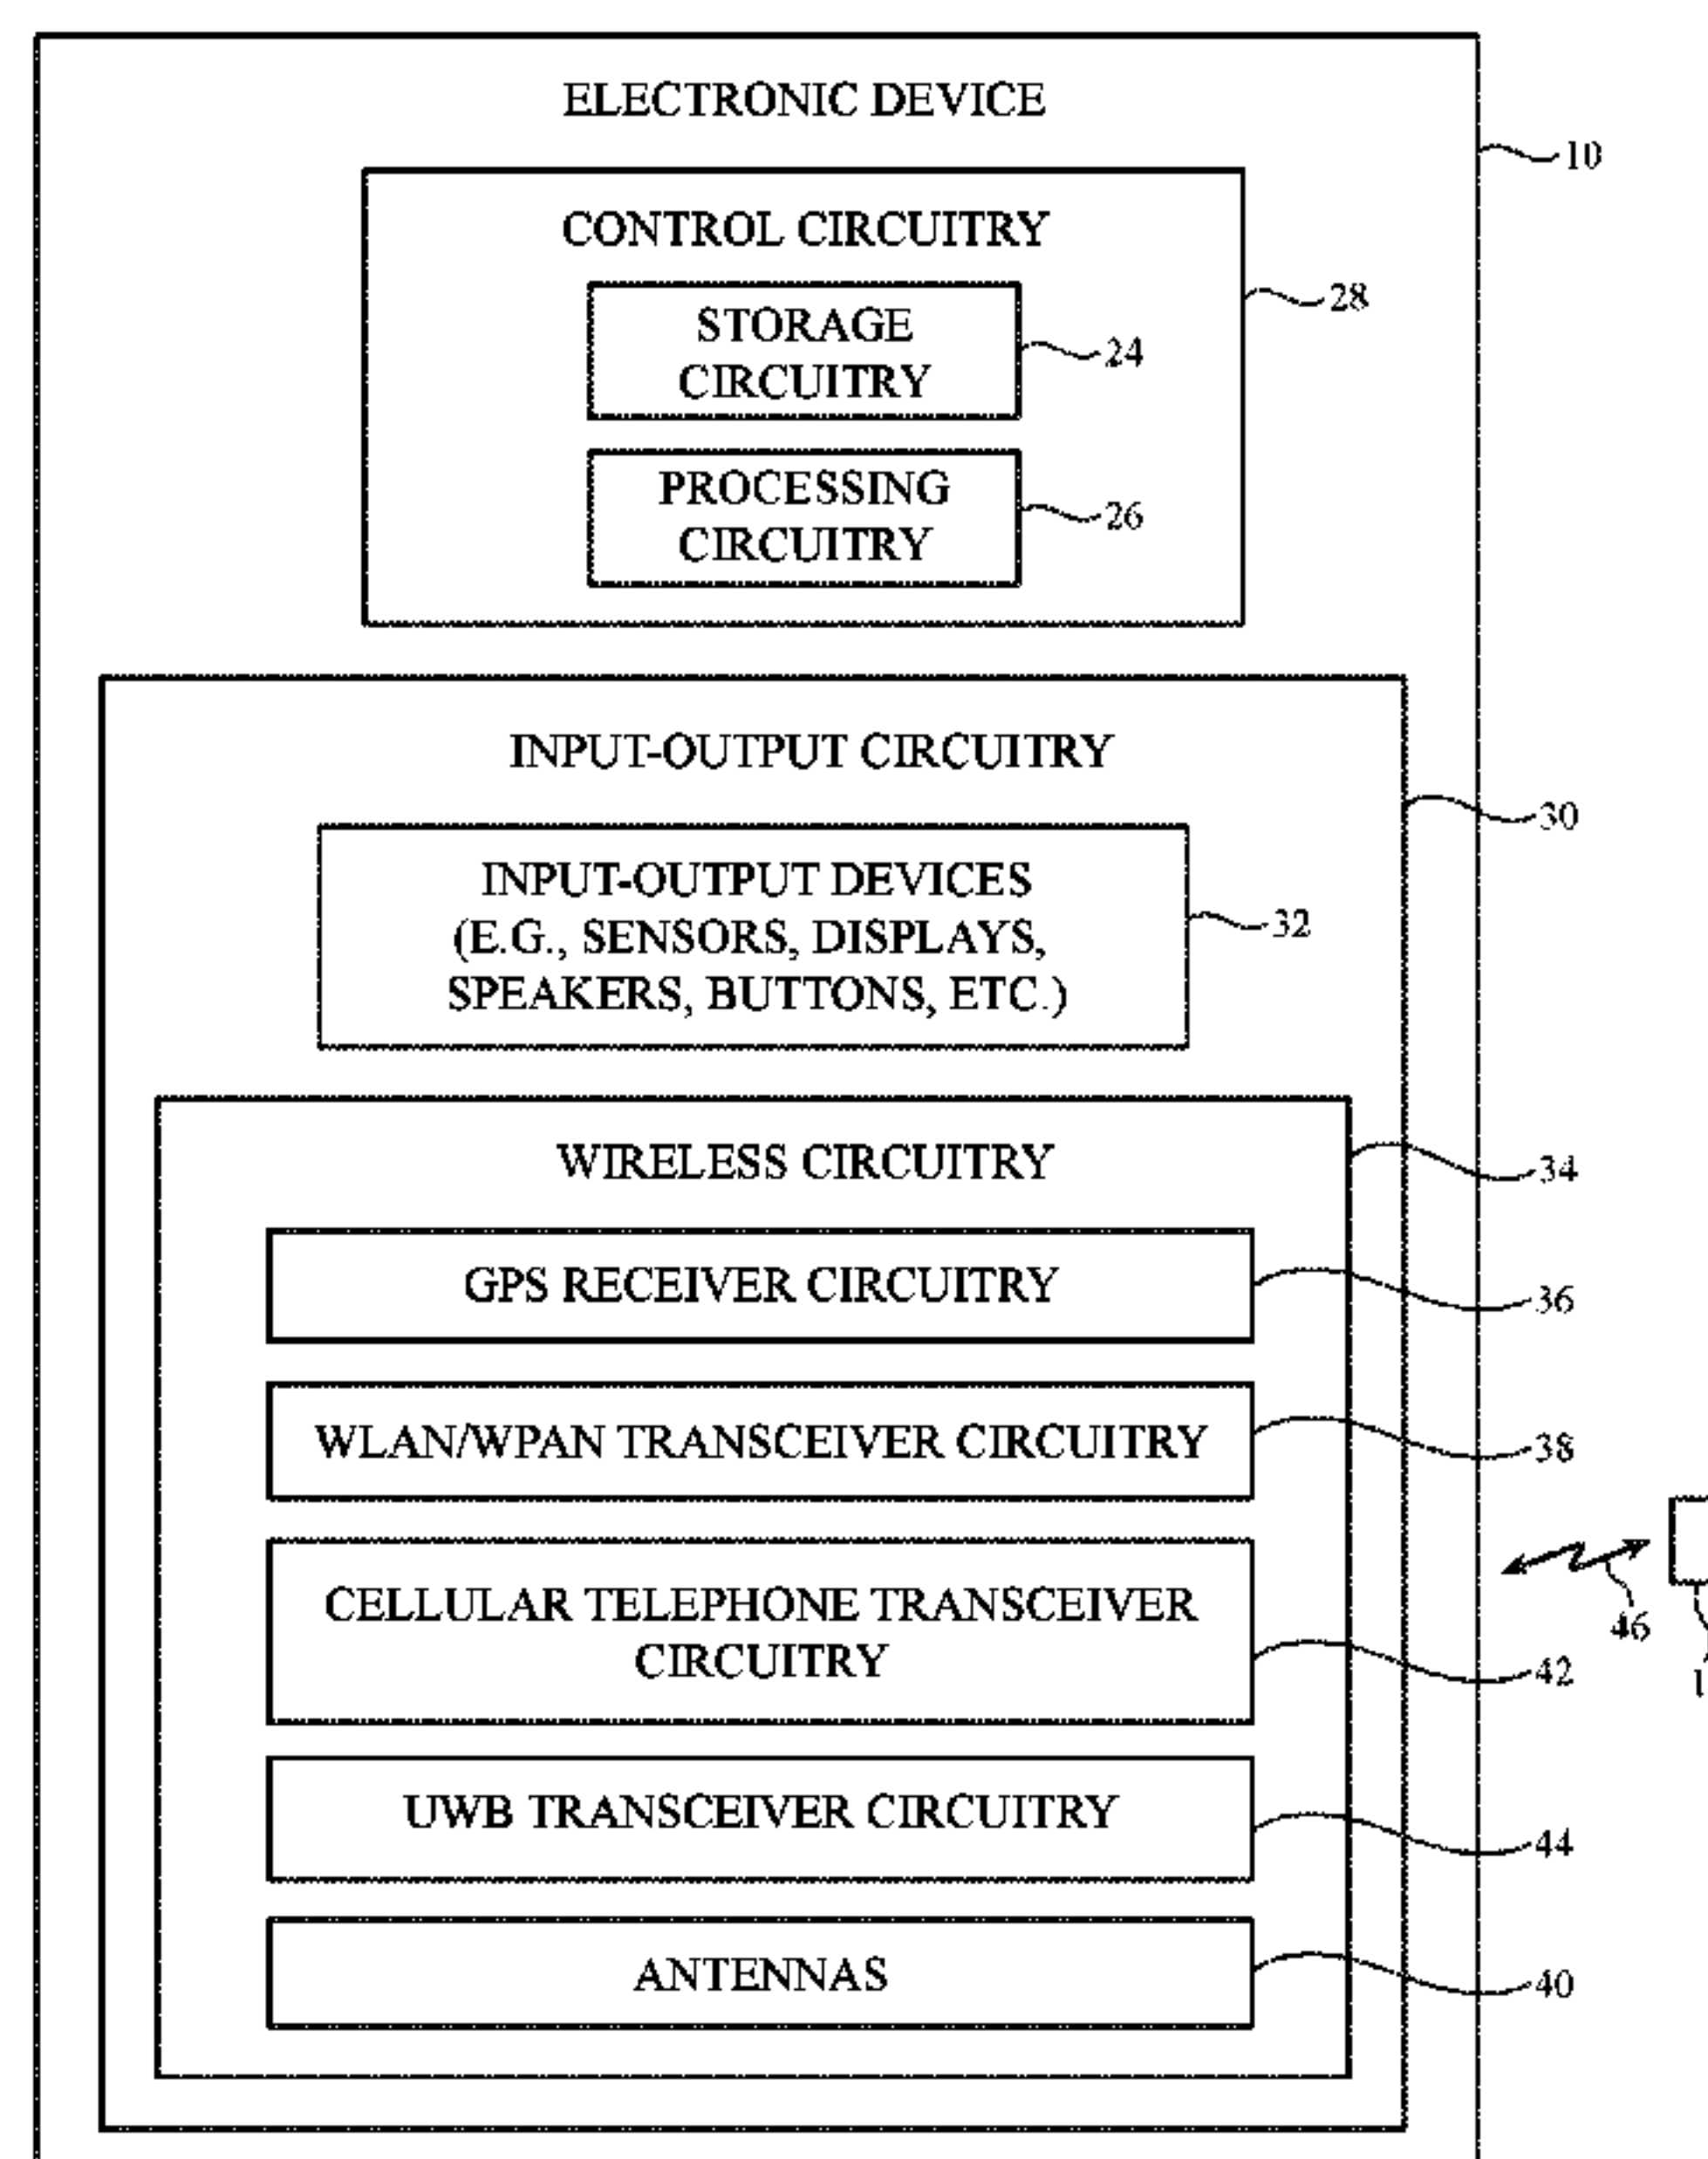 ELECTRONIC DEVICE
10
CONTROL CIRCUITRY
28
STORAGE
CIRCUITRY
24
PROCESSING
CIRCUITRY
26
INPUT-OUTPUT CIRCUITRY
30
INPUT-OUTPUT DEVICES
(E.G., SENSORS, DISPLAYS,
SPEAKERS, BUTTONS, ETC.)
32
WIRELESS CIRCUITRY
34
GPS RECEIVER CIRCUITRY
36
WLAN/WPAN TRANSCEIVER CIRCUITRY
38
CELLULAR TELEPHONE TRANSCEIVER
CIRCUITRY
42
46
UWB TRANSCEIVER CIRCUITRY
44
ANTENNAS
40